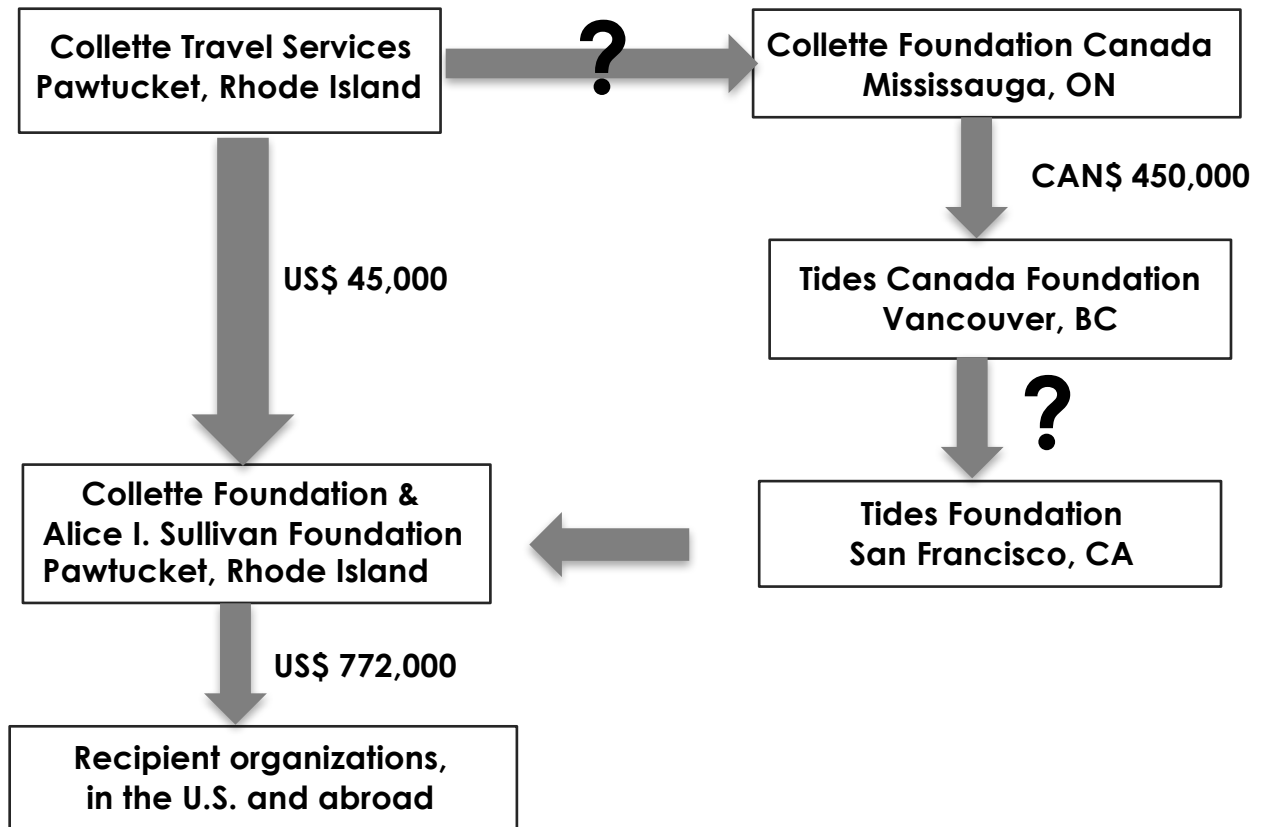 Collette Travel Services
Pawtucket, Rhode Island
?
Collette Foundation Canada
Mississauga, ON
CAN$ 450,000
US$ 45,000
Tides Canada Foundation
Vancouver, BC
?
Collette Foundation &
Alice I. Sullivan Foundation
Pawtucket, Rhode Island
Tides Foundation
San Francisco, CA
US$ 772,000
Recipient organizations,
in the U.S. and abroad